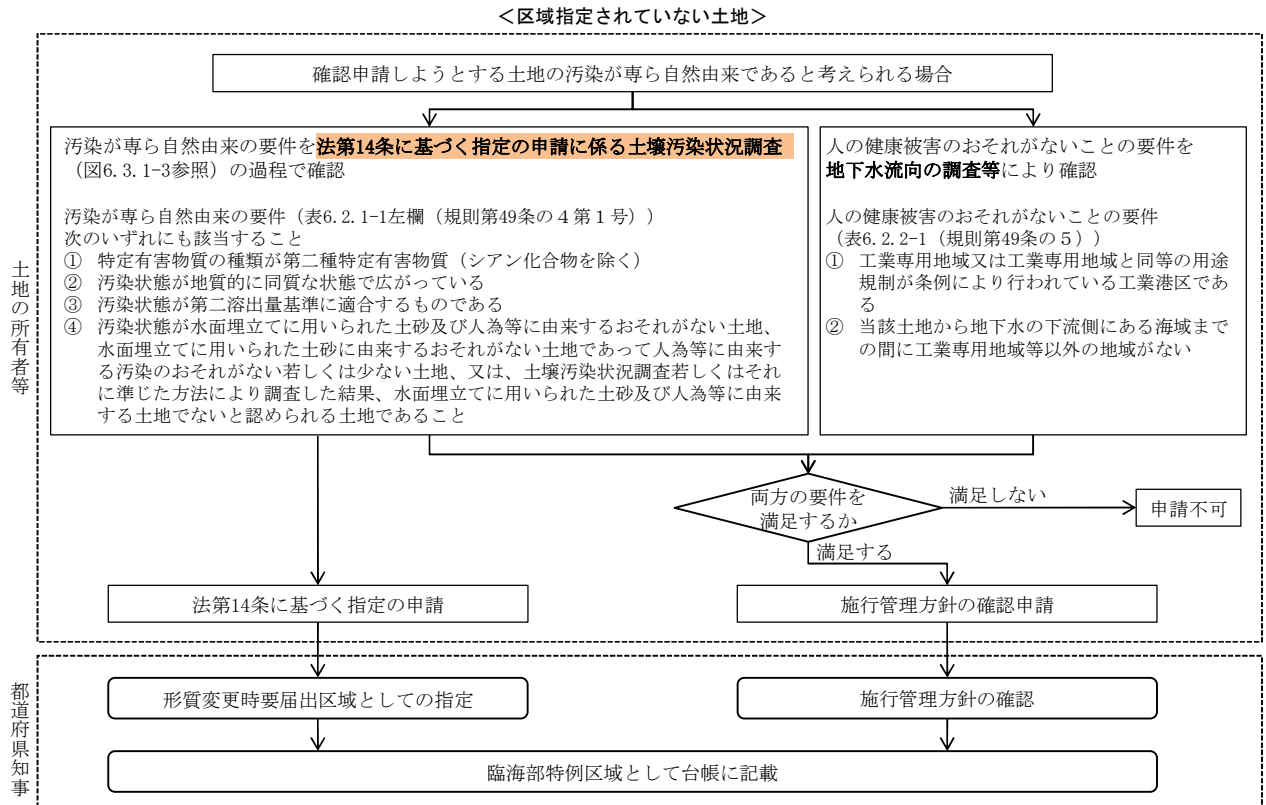 ＜区域指定されていない土地＞
確認申請しようとする土地の汚染が専ら自然由来であると考えられる場合
土地の所有者等
汚染が専ら自然由来の要件を法第14条に基づく指定の申請に係る土壌汚染状況調査
（図6.3.1-3参照）の過程で確認
汚染が専ら自然由来の要件（表6.2.1-1左欄（規則第49条の４第１号））
次のいずれにも該当すること
① 特定有害物質の種類が第二種特定有害物質（シアン化合物を除く）
② 汚染状態が地質的に同質な状態で広がっている
③ 汚染状態が第二溶出量基準に適合するものである
④ 汚染状態が水面埋立てに用いられた土砂及び人為等に由来するおそれがない土地、
水面埋立てに用いられた土砂に由来するおそれがない土地であって人為等に由来す
る汚染のおそれがない若しくは少ない土地、又は、土壌汚染状況調査若しくはそれ
に準じた方法により調査した結果、水面埋立てに用いられた土砂及び人為等に由来
する土地でないと認められる土地であること
人の健康被害のおそれがないことの要件を
地下水流向の調査等により確認
人の健康被害のおそれがないことの要件
（表6.2.2-1（規則第49条の５））
① 工業専用地域又は工業専用地域と同等の用途
規制が条例により行われている工業港区であ
る
② 当該土地から地下水の下流側にある海域まで
の間に工業専用地域等以外の地域がない
両方の要件を
満足するか
満足しない
申請不可
満足する
法第14条に基づく指定の申請
施行管理方針の確認申請
都道府県知事
形質変更時要届出区域としての指定
施行管理方針の確認
臨海部特例区域として台帳に記載